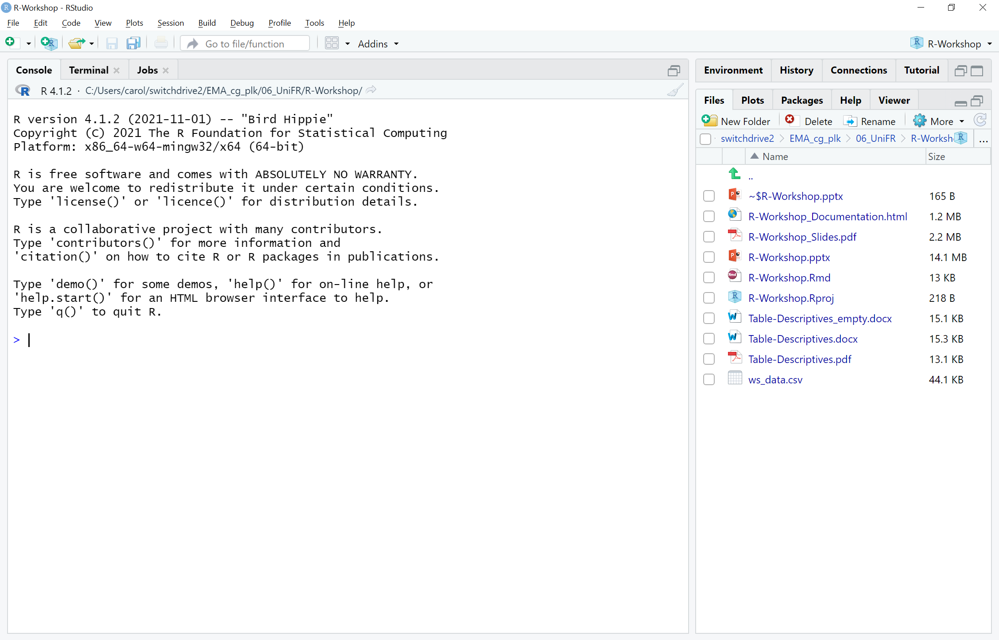 R-Workshop - RStudio
File Edit Code View Plots Session Build Debug Profile Tools Help
Go to file/function Addins R-Workshop
Console Terminal Jobs
R 4.1.2 · C:/Users/carol/switchdrive2/EMA_cg_plk/06_UniFR/R-Workshop/
R version 4.1.2 (2021-11-01) -- "Bird Hippie"
Copyright (C) 2021 The R Foundation for Statistical Computing
Platform: x86_64-w64-mingw32/x64 (64-bit)
R is free software and comes with ABSOLUTELY NO WARRANTY.
You are welcome to redistribute it under certain conditions.
Type 'license()' or 'licence()' for distribution details.
R is a collaborative project with many contributors.
Type 'contributors()' for more information and
'citation()' on how to cite R or R packages in publications.
Type 'demo()' for some demos, 'help()' for on-line help, or
'help.start()' for an HTML browser interface to help.
Type 'q()' to quit R.
>
Environment History Connections Tutorial
Files Plots Packages Help Viewer
New Folder Delete Rename More
switchdrive2 > EMA_cg_plk > 06_UniFR > R-Worksh ...
Name Size
..
~$R-Workshop.pptx 165 B
R-Workshop_Documentation.html 1.2 MB
R-Workshop_Slides.pdf 2.2 MB
R-Workshop.pptx 14.1 MB
R-Workshop.Rmd 13 KB
R-Workshop.Rproj 218 B
Table-Descriptives_empty.docx 15.1 KB
Table-Descriptives.docx 15.3 KB
Table-Descriptives.pdf 13.1 KB
ws_data.csv 44.1 KB